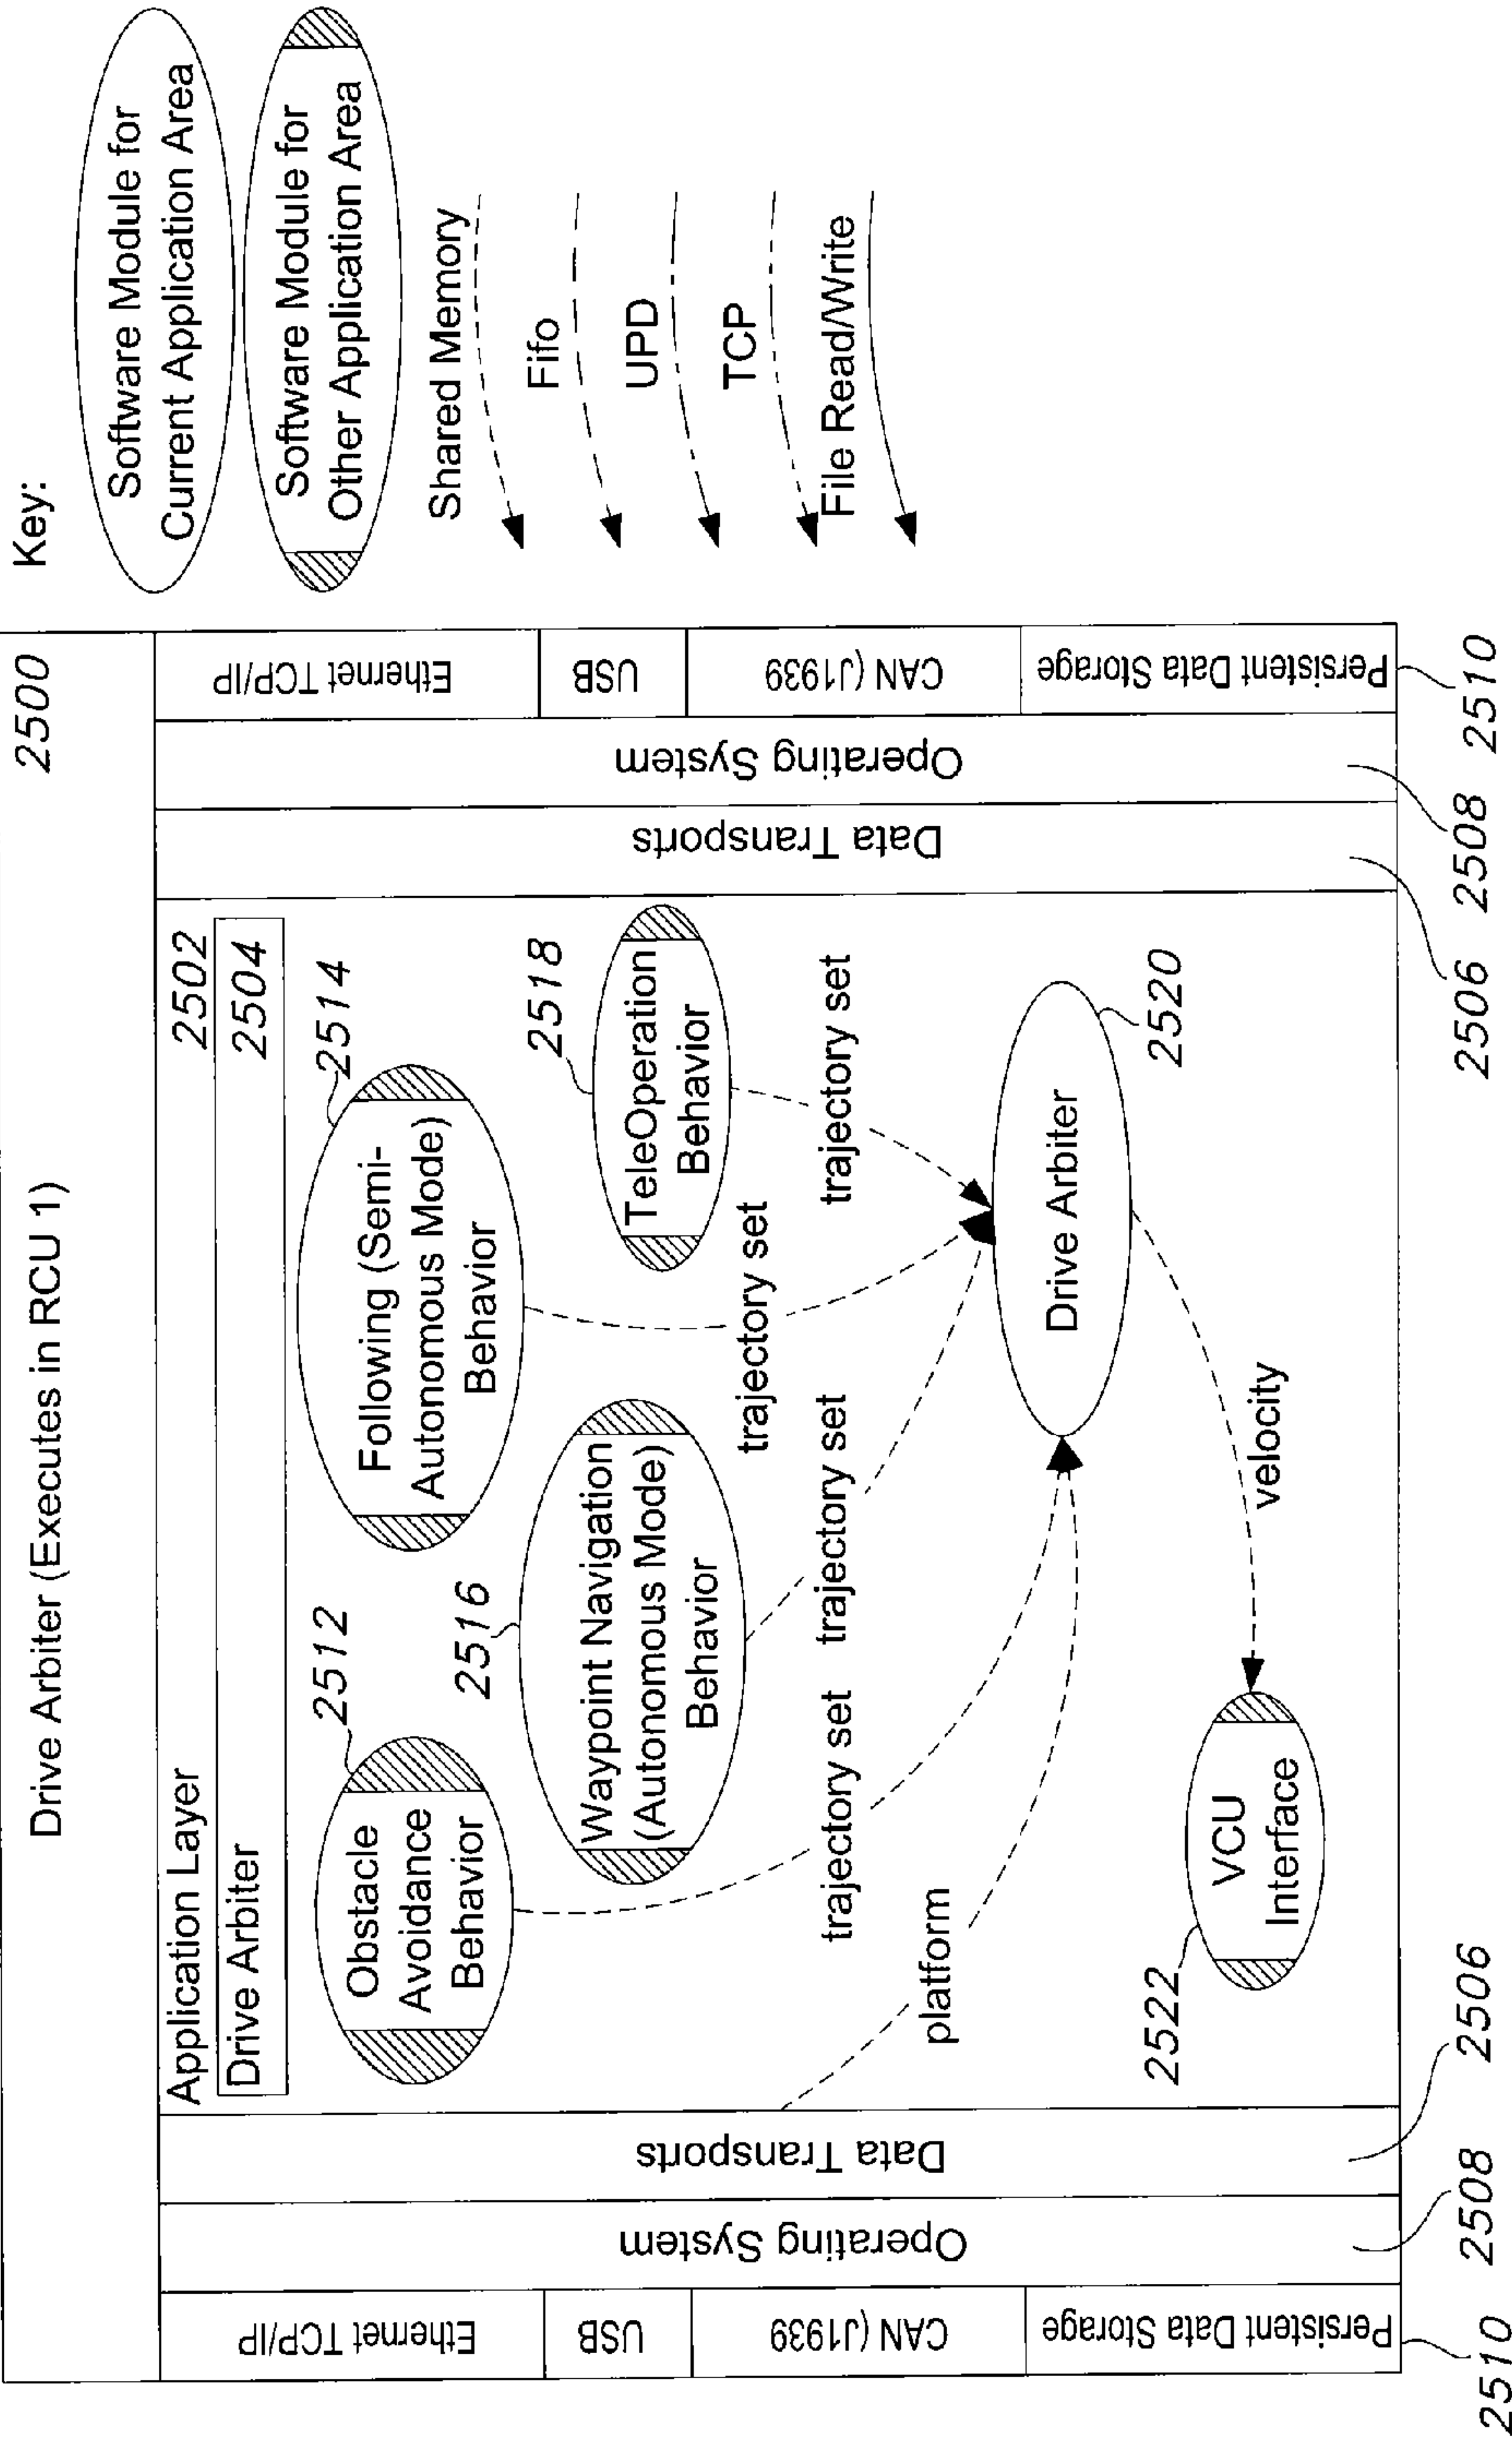 Drive Arbiter (Executes in RCU 1)
2500
Key:
Software Module for
Current Application Area
Software Module for
Other Application Area
Shared Memory
Fifo
UPD
TCP
File Read/Write
Ethernet TCP/IP
USB
CAN (J1939
Persistent Data Storage
2510
Operating System
2508
Data Transports
2506
Application Layer
2502
Drive Arbiter
2504
Obstacle
Avoidance
Behavior
2512
Following (Semi-
Autonomous Mode)
Behavior
2514
Waypoint Navigation
(Autonomous Mode)
Behavior
2516
TeleOperation
Behavior
2518
trajectory set
trajectory set
trajectory set
trajectory set
platform
Drive Arbiter
2520
velocity
VCU
Interface
2522
Data Transports
2506
Operating System
2508
Ethernet TCP/IP
USB
CAN (J1939
Persistent Data Storage
2510